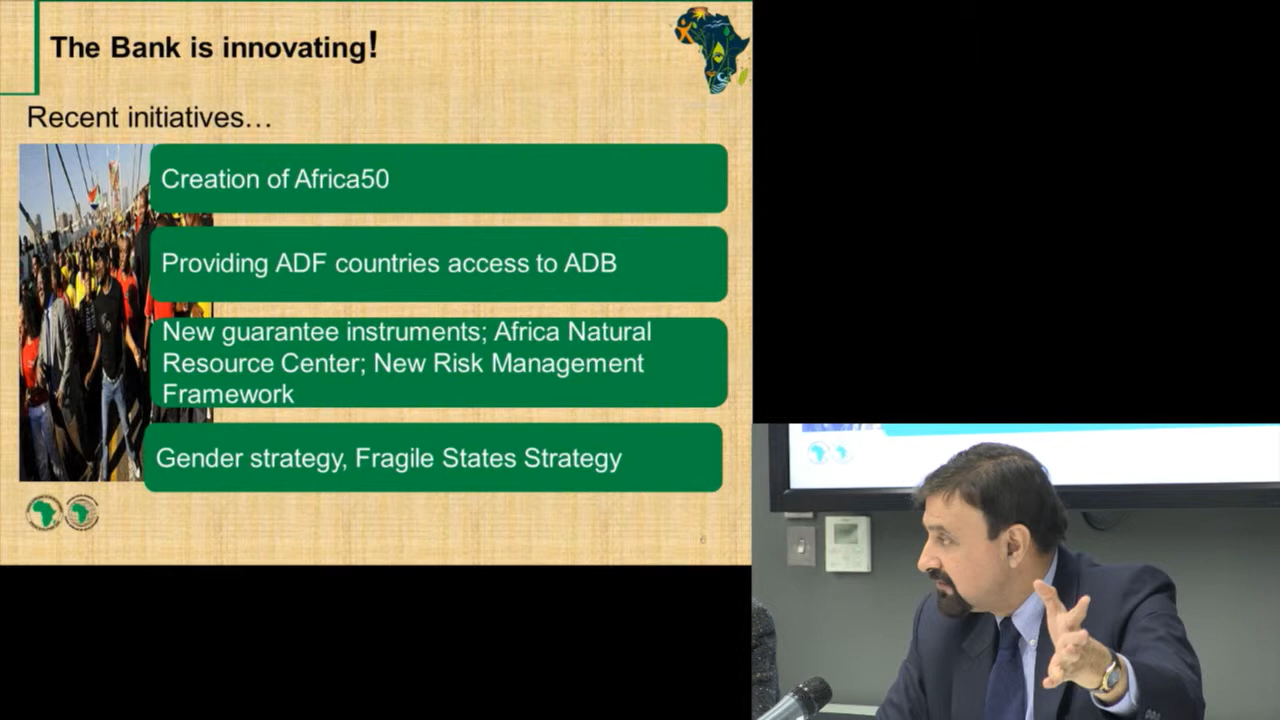 The Bank is innovating!
Recent initiatives…
Creation of Africa50
Providing ADF countries access to ADB
New guarantee instruments; Africa Natural
Resource Center; New Risk Management
Framework
Gender strategy, Fragile States Strategy
6